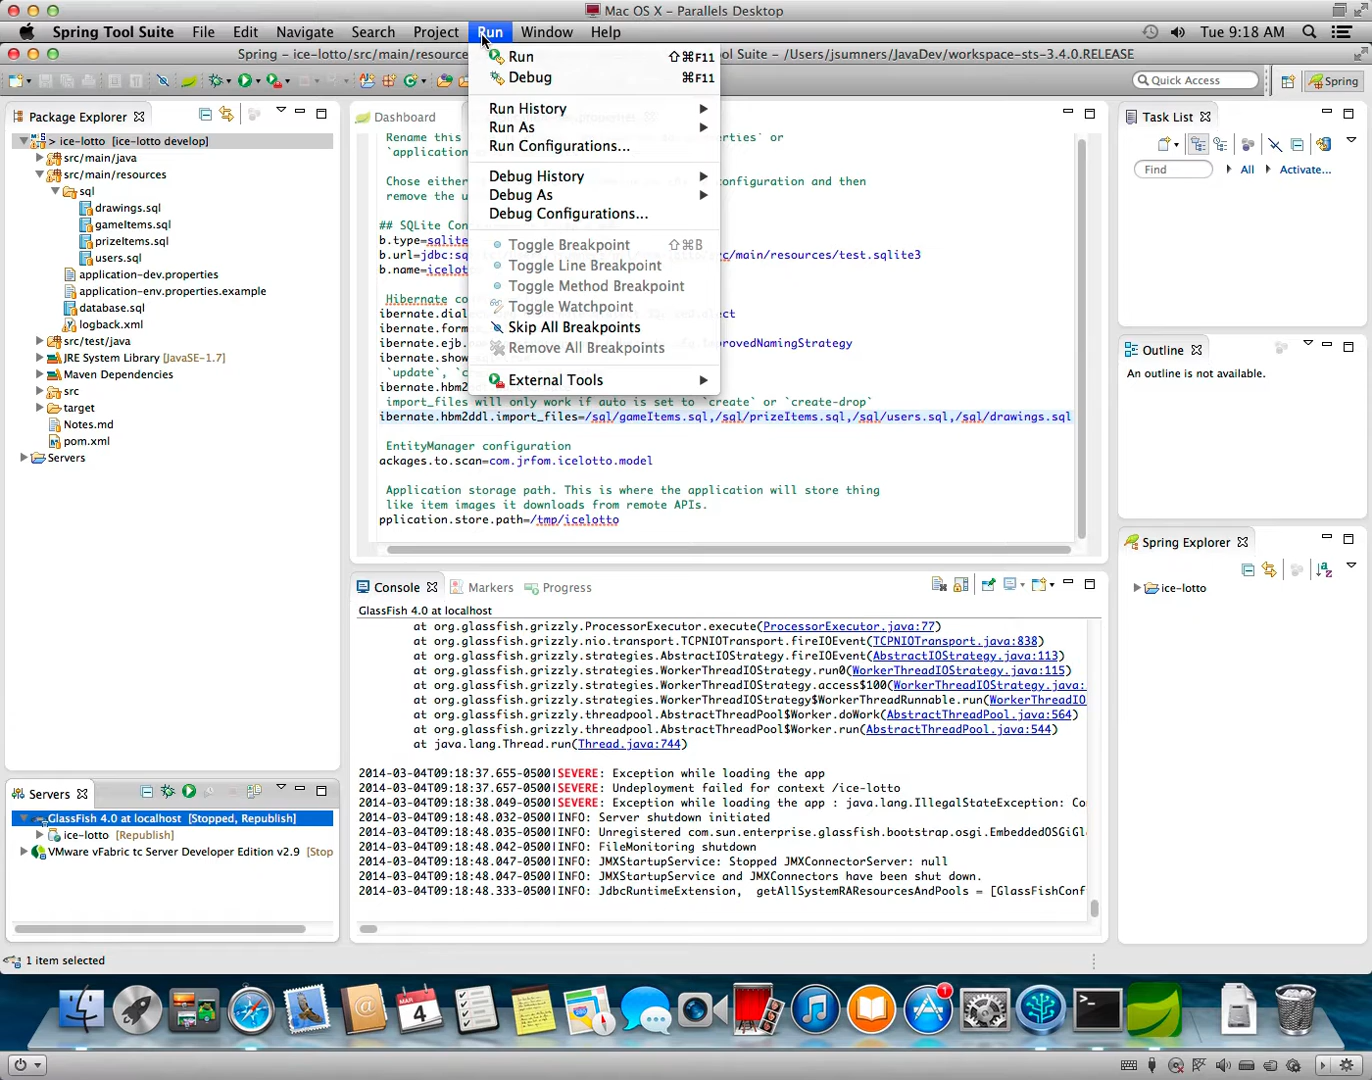 Mac OS X - Parallels Desktop
Spring Tool Suite File Edit Navigate Search Project Run Window Help Tue 9:18 AM
Spring - ice-lotto/src/main/resource
ol Suite - /Users/jsumners/JavaDev/workspace-sts-3.4.0.RELEASE
Quick Access
Spring
Package Explorer
> ice-lotto [ice-lotto develop]
src/main/java
src/main/resources
sql
drawings.sql
gameItems.sql
prizeItems.sql
users.sql
application-dev.properties
application-env.properties.example
database.sql
logback.xml
src/test/java
JRE System Library [JavaSE-1.7]
Maven Dependencies
src
target
Notes.md
pom.xml
Servers
Run ⇧⌘F11
Debug ⌘F11
Run History
Run As
Run Configurations...
Debug History
Debug As
Debug Configurations...
Toggle Breakpoint ⇧⌘B
Toggle Line Breakpoint
Toggle Method Breakpoint
Toggle Watchpoint
Skip All Breakpoints
Remove All Breakpoints
External Tools
Dashboard
Rename this
`application
Chose either
onfiguration and then
remove the u
## SQLite Con
b.type=sqlite
b.url=jdbc:sq
rc/main/resources/test.sqlite3
b.name=icelot
Hibernate co
ibernate.dial
ect
ibernate.form
ibernate.ejb.
ImprovedNamingStrategy
ibernate.show
`update`, `c
ibernate.hbm2
import_files will only work if auto is set to `create` or `create-drop`
ibernate.hbm2ddl.import_files=/sql/gameItems.sql,/sql/prizeItems.sql,/sql/users.sql,/sql/drawings.sql
EntityManager configuration
ackages.to.scan=com.jrfom.icelotto.model
Application storage path. This is where the application will store thing
like item images it downloads from remote APIs.
pplication.store.path=/tmp/icelotto
Task List
Find All Activate...
Outline
An outline is not available.
Spring Explorer
ice-lotto
Console Markers Progress
GlassFish 4.0 at localhost
at org.glassfish.grizzly.ProcessorExecutor.execute(ProcessorExecutor.java:77)
at org.glassfish.grizzly.nio.transport.TCPNIOTransport.fireIOEvent(TCPNIOTransport.java:838)
at org.glassfish.grizzly.strategies.AbstractIOStrategy.fireIOEvent(AbstractIOStrategy.java:113)
at org.glassfish.grizzly.strategies.WorkerThreadIOStrategy.run0(WorkerThreadIOStrategy.java:115)
at org.glassfish.grizzly.strategies.WorkerThreadIOStrategy.access$100(WorkerThreadIOStrategy.java:
at org.glassfish.grizzly.strategies.WorkerThreadIOStrategy$WorkerThreadRunnable.run(WorkerThreadIO
at org.glassfish.grizzly.threadpool.AbstractThreadPool$Worker.doWork(AbstractThreadPool.java:564)
at org.glassfish.grizzly.threadpool.AbstractThreadPool$Worker.run(AbstractThreadPool.java:544)
at java.lang.Thread.run(Thread.java:744)
2014-03-04T09:18:37.655-0500|SEVERE: Exception while loading the app
2014-03-04T09:18:37.657-0500|SEVERE: Undeployment failed for context /ice-lotto
2014-03-04T09:18:38.049-0500|SEVERE: Exception while loading the app : java.lang.IllegalStateException: Co
2014-03-04T09:18:48.032-0500|INFO: Server shutdown initiated
2014-03-04T09:18:48.035-0500|INFO: Unregistered com.sun.enterprise.glassfish.bootstrap.osgi.EmbeddedOSGiGl
2014-03-04T09:18:48.042-0500|INFO: FileMonitoring shutdown
2014-03-04T09:18:48.047-0500|INFO: JMXStartupService: Stopped JMXConnectorServer: null
2014-03-04T09:18:48.047-0500|INFO: JMXStartupService and JMXConnectors have been shut down.
2014-03-04T09:18:48.333-0500|INFO: JdbcRuntimeExtension, getAllSystemRAResourcesAndPools = [GlassFishConf
Servers
GlassFish 4.0 at localhost [Stopped, Republish]
ice-lotto [Republish]
VMware vFabric tc Server Developer Edition v2.9 [Stop
1 item selected
MAR
4
1